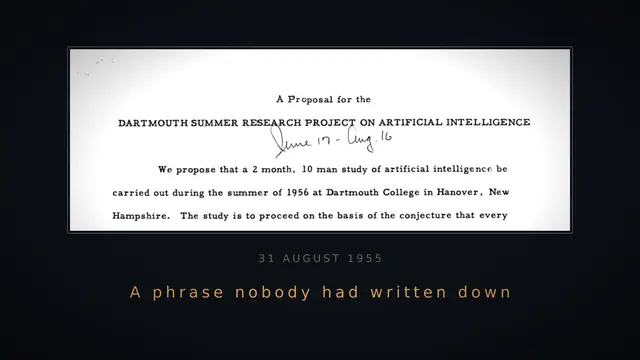 A Proposal for the
DARTMOUTH SUMMER RESEARCH PROJECT ON ARTIFICIAL INTELLIGENCE
June 17 - Aug. 16
We propose that a 2 month, 10 man study of artificial intelligence be
carried out during the summer of 1956 at Dartmouth College in Hanover, New
Hampshire. The study is to proceed on the basis of the conjecture that every
31 AUGUST 1955
A phrase nobody had written down